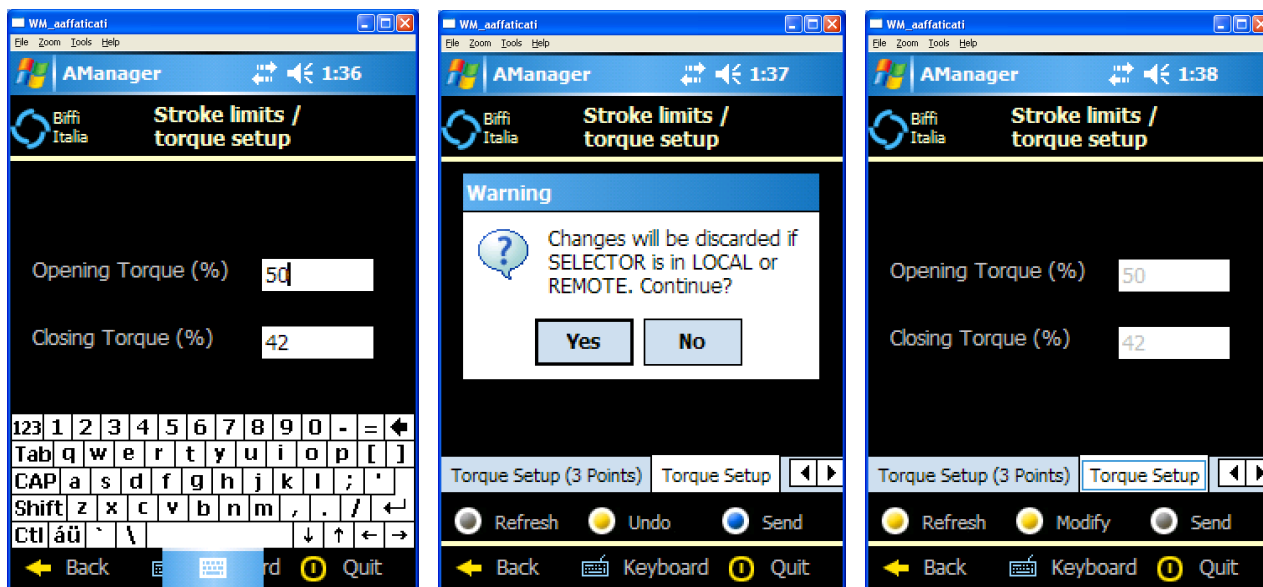 WM_aaffaticati
File Zoom Tools Help
AManager 1:36
Biffi
Italia
Stroke limits /
torque setup
Opening Torque (%) 50
Closing Torque (%) 42
123 1 2 3 4 5 6 7 8 9 0 - =
Tab q w e r t y u i o p [ ]
CAP a s d f g h j k l ; '
Shift z x c v b n m , . /
Ctl áü ` \
Back rd Quit
WM_aaffaticati
File Zoom Tools Help
AManager 1:37
Biffi
Italia
Stroke limits /
torque setup
Warning
Changes will be discarded if
SELECTOR is in LOCAL or
REMOTE. Continue?
Yes No
Torque Setup (3 Points) Torque Setup
Refresh Undo Send
Back Keyboard Quit
WM_aaffaticati
File Zoom Tools Help
AManager 1:38
Biffi
Italia
Stroke limits /
torque setup
Opening Torque (%) 50
Closing Torque (%) 42
Torque Setup (3 Points) Torque Setup
Refresh Modify Send
Back Keyboard Quit